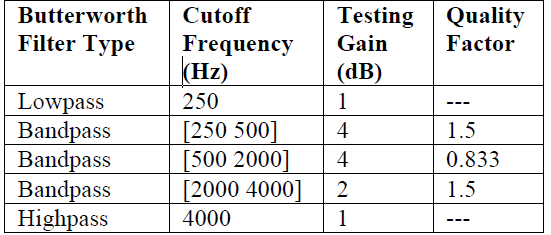 Butterworth Filter Type | Cutoff Frequency (Hz) | Testing Gain (dB) | Quality Factor
Lowpass | 250 | 1 | ---
Bandpass | [250 500] | 4 | 1.5
Bandpass | [500 2000] | 4 | 0.833
Bandpass | [2000 4000] | 2 | 1.5
Highpass | 4000 | 1 | ---